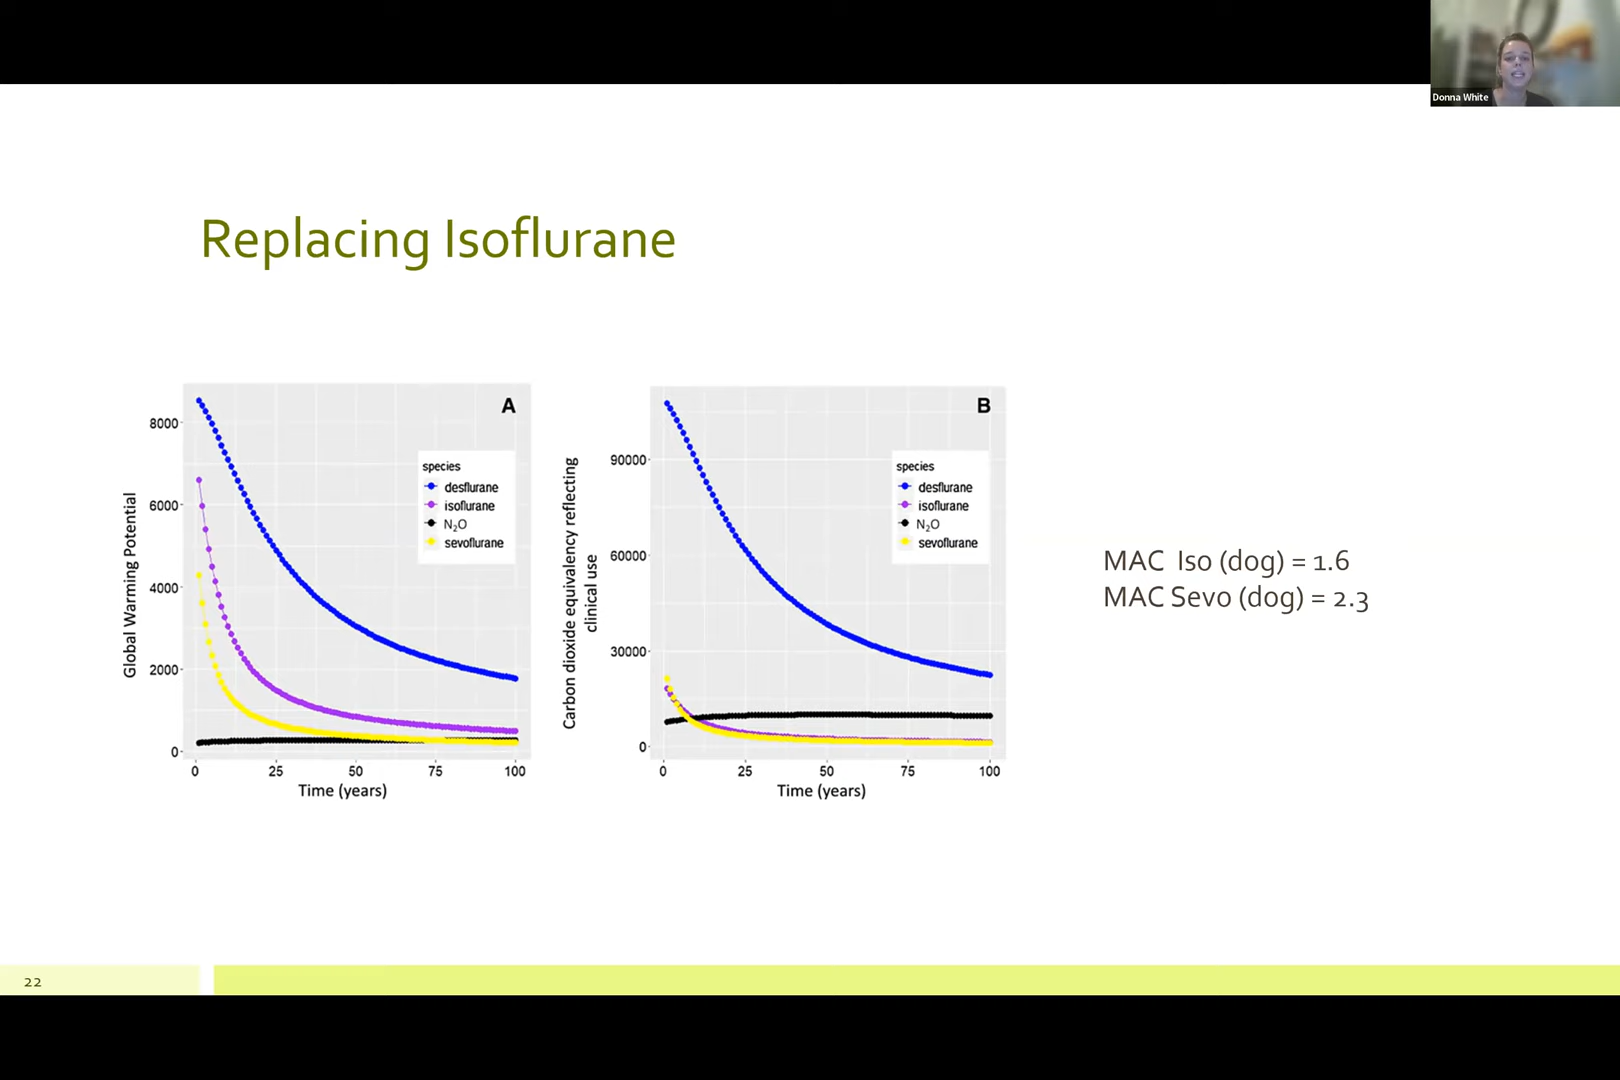 Donna White
Replacing Isoflurane
A
species
desflurane
isoflurane
N₂O
sevoflurane
Global Warming Potential
8000
6000
4000
2000
0
0 25 50 75 100
Time (years)
B
species
desflurane
isoflurane
N₂O
sevoflurane
Carbon dioxide equivalency reflecting
clinical use
90000
60000
30000
0
0 25 50 75 100
Time (years)
MAC Iso (dog) = 1.6
MAC Sevo (dog) = 2.3
22